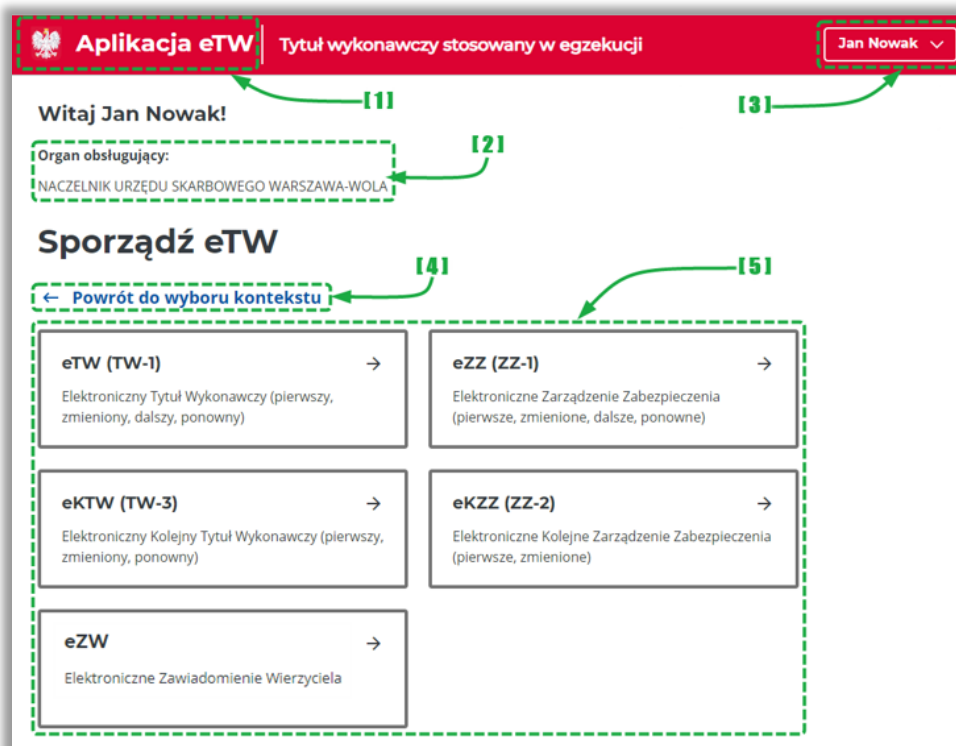 Aplikacja eTW
Tytuł wykonawczy stosowany w egzekucji
Jan Nowak
[1]
[3]
Witaj Jan Nowak!
[2]
Organ obsługujący:
NACZELNIK URZĘDU SKARBOWEGO WARSZAWA-WOLA
Sporządź eTW
[4]
[5]
← Powrót do wyboru kontekstu
eTW (TW-1) →
Elektroniczny Tytuł Wykonawczy (pierwszy,
zmieniony, dalszy, ponowny)
eZZ (ZZ-1) →
Elektroniczne Zarządzenie Zabezpieczenia
(pierwsze, zmienione, dalsze, ponowne)
eKTW (TW-3) →
Elektroniczny Kolejny Tytuł Wykonawczy (pierwszy,
zmieniony, ponowny)
eKZZ (ZZ-2) →
Elektroniczne Kolejne Zarządzenie Zabezpieczenia
(pierwsze, zmienione)
eZW →
Elektroniczne Zawiadomienie Wierzyciela